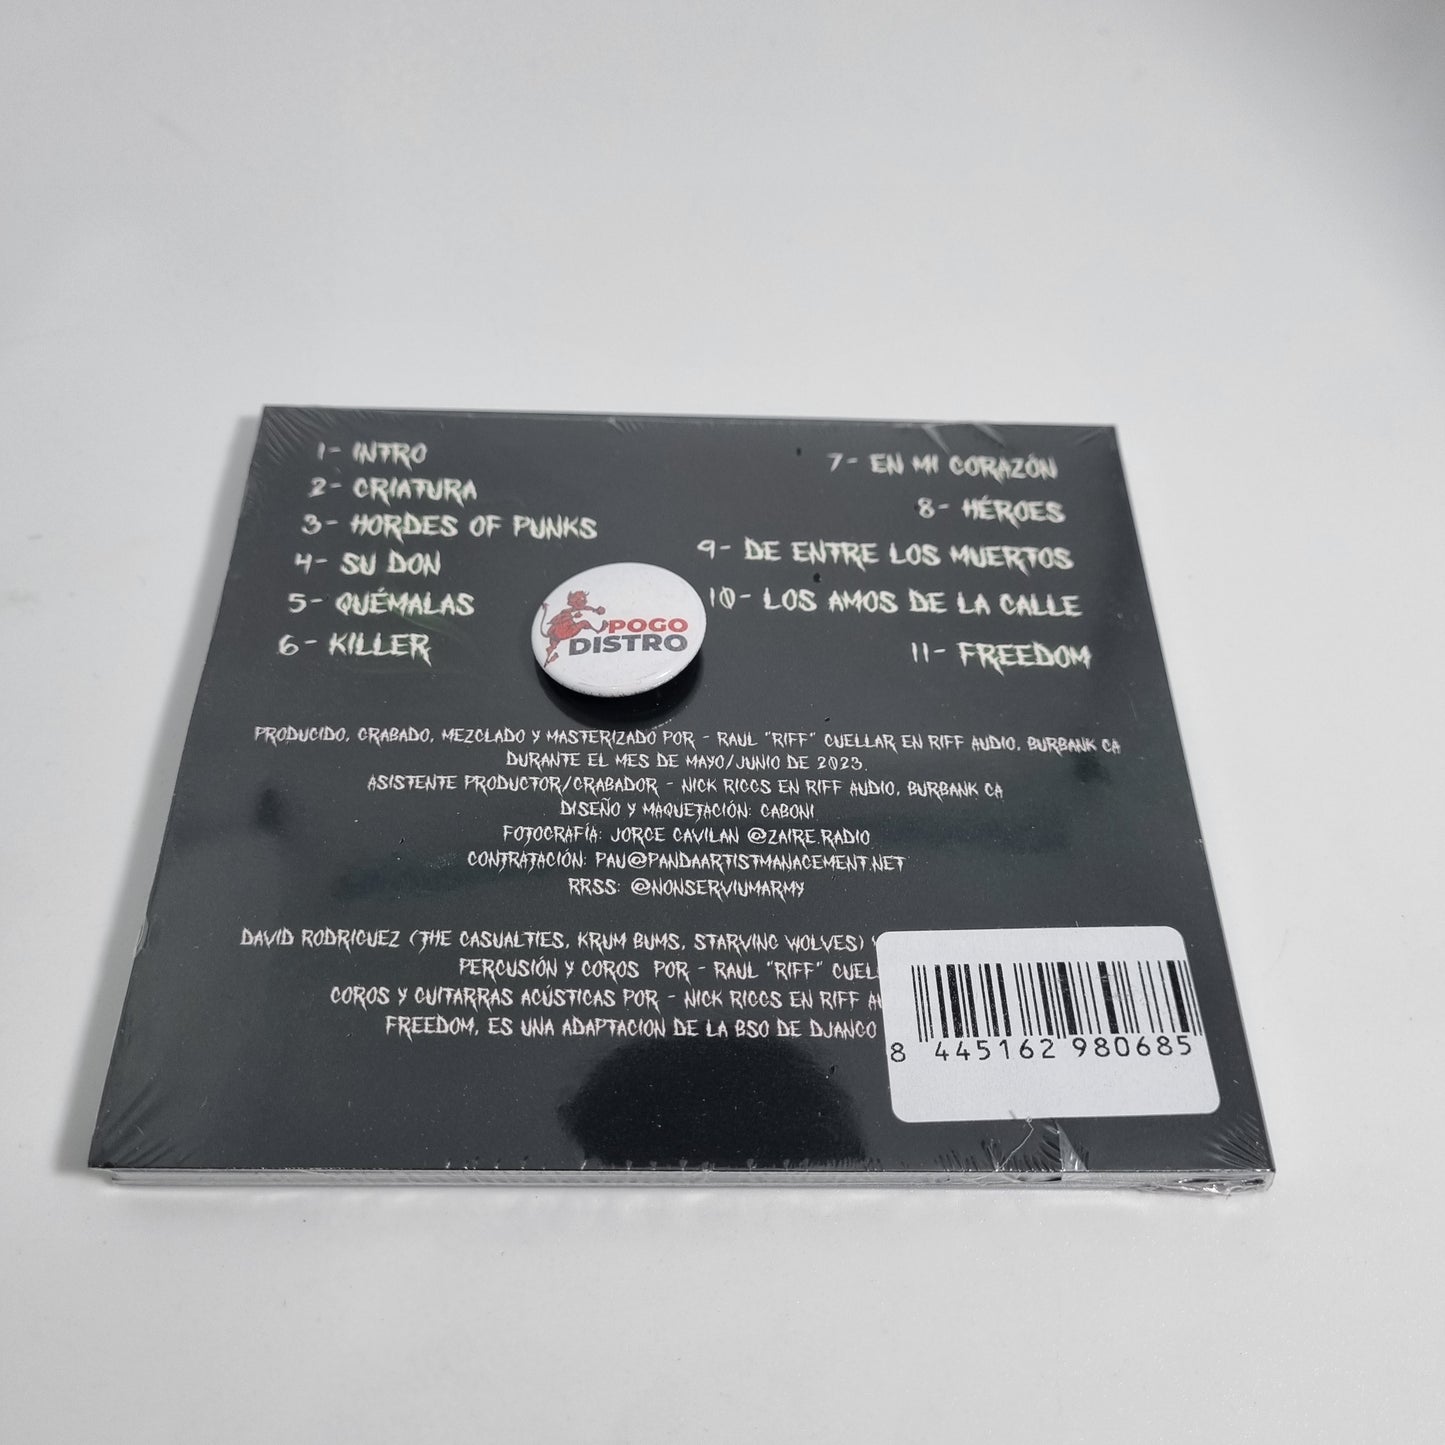 1- INTRO
2- CRIATURA
3- HORDES OF PUNKS
4- SU DON
5- QUÉMALAS
6- KILLER
7- EN MI CORAZÓN
8- HÉROES
9- DE ENTRE LOS MUERTOS
10- LOS AMOS DE LA CALLE
11- FREEDOM
POGO
DISTRO
PRODUCIDO, GRABADO, MEZCLADO Y MASTERIZADO POR - RAUL "RIFF" CUELLAR EN RIFF AUDIO, BURBANK CA
DURANTE EL MES DE MAYO/JUNIO DE 2023.
ASISTENTE PRODUCTOR/GRABADOR - NICK RIGGS EN RIFF AUDIO, BURBANK CA
DISEÑO Y MAQUETACIÓN: GABONI
FOTOGRAFÍA: JORGE GAVILAN @ZAIRE.RADIO
CONTRATACIÓN: PAU@PANDAARTISTMANAGEMENT.NET
RRSS: @NONSERVIUMARMY
DAVID RODRIGUEZ (THE CASUALTIES, KRUM BUMS, STARVING WOLVES)
PERCUSIÓN Y COROS POR - RAUL "RIFF" CUEL
COROS Y GUITARRAS ACÚSTICAS POR - NICK RIGGS EN RIFF
FREEDOM, ES UNA ADAPTACION DE LA BSO DE DJANGO
8 445162 980685